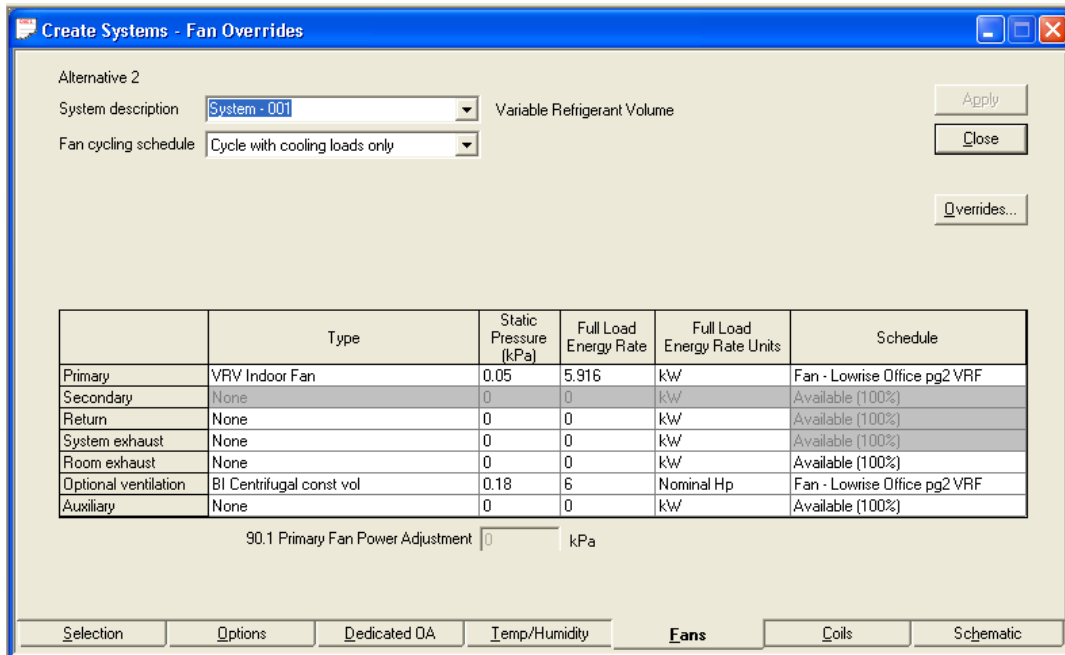 Create Systems - Fan Overrides
Alternative 2
System description System - 001 Variable Refrigerant Volume
Apply
Fan cycling schedule Cycle with cooling loads only
Close
Overrides...
Type Static Pressure (kPa) Full Load Energy Rate Full Load Energy Rate Units Schedule
Primary VRV Indoor Fan 0.05 5.916 kW Fan - Lowrise Office pg2 VRF
Secondary None 0 0 kW Available (100%)
Return None 0 0 kW Available (100%)
System exhaust None 0 0 kW Available (100%)
Room exhaust None 0 0 kW Available (100%)
Optional ventilation BI Centrifugal const vol 0.18 6 Nominal Hp Fan - Lowrise Office pg2 VRF
Auxiliary None 0 0 kW Available (100%)
90.1 Primary Fan Power Adjustment 0 kPa
Selection Options Dedicated OA Temp/Humidity Fans Coils Schematic